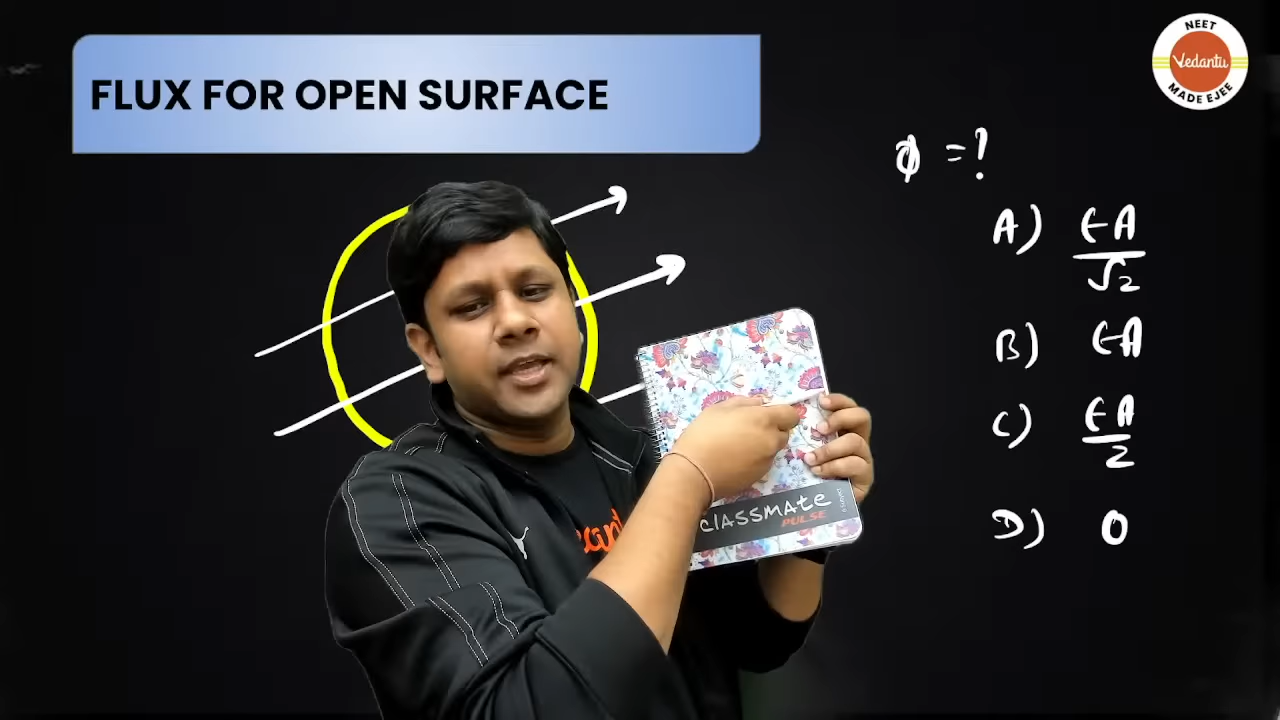 FLUX FOR OPEN SURFACE
NEET
Vedantu
MADE EJEE
ϕ = ?
A) EA/√2
B) EA
C) EA/2
D) 0
classmate
PULSE